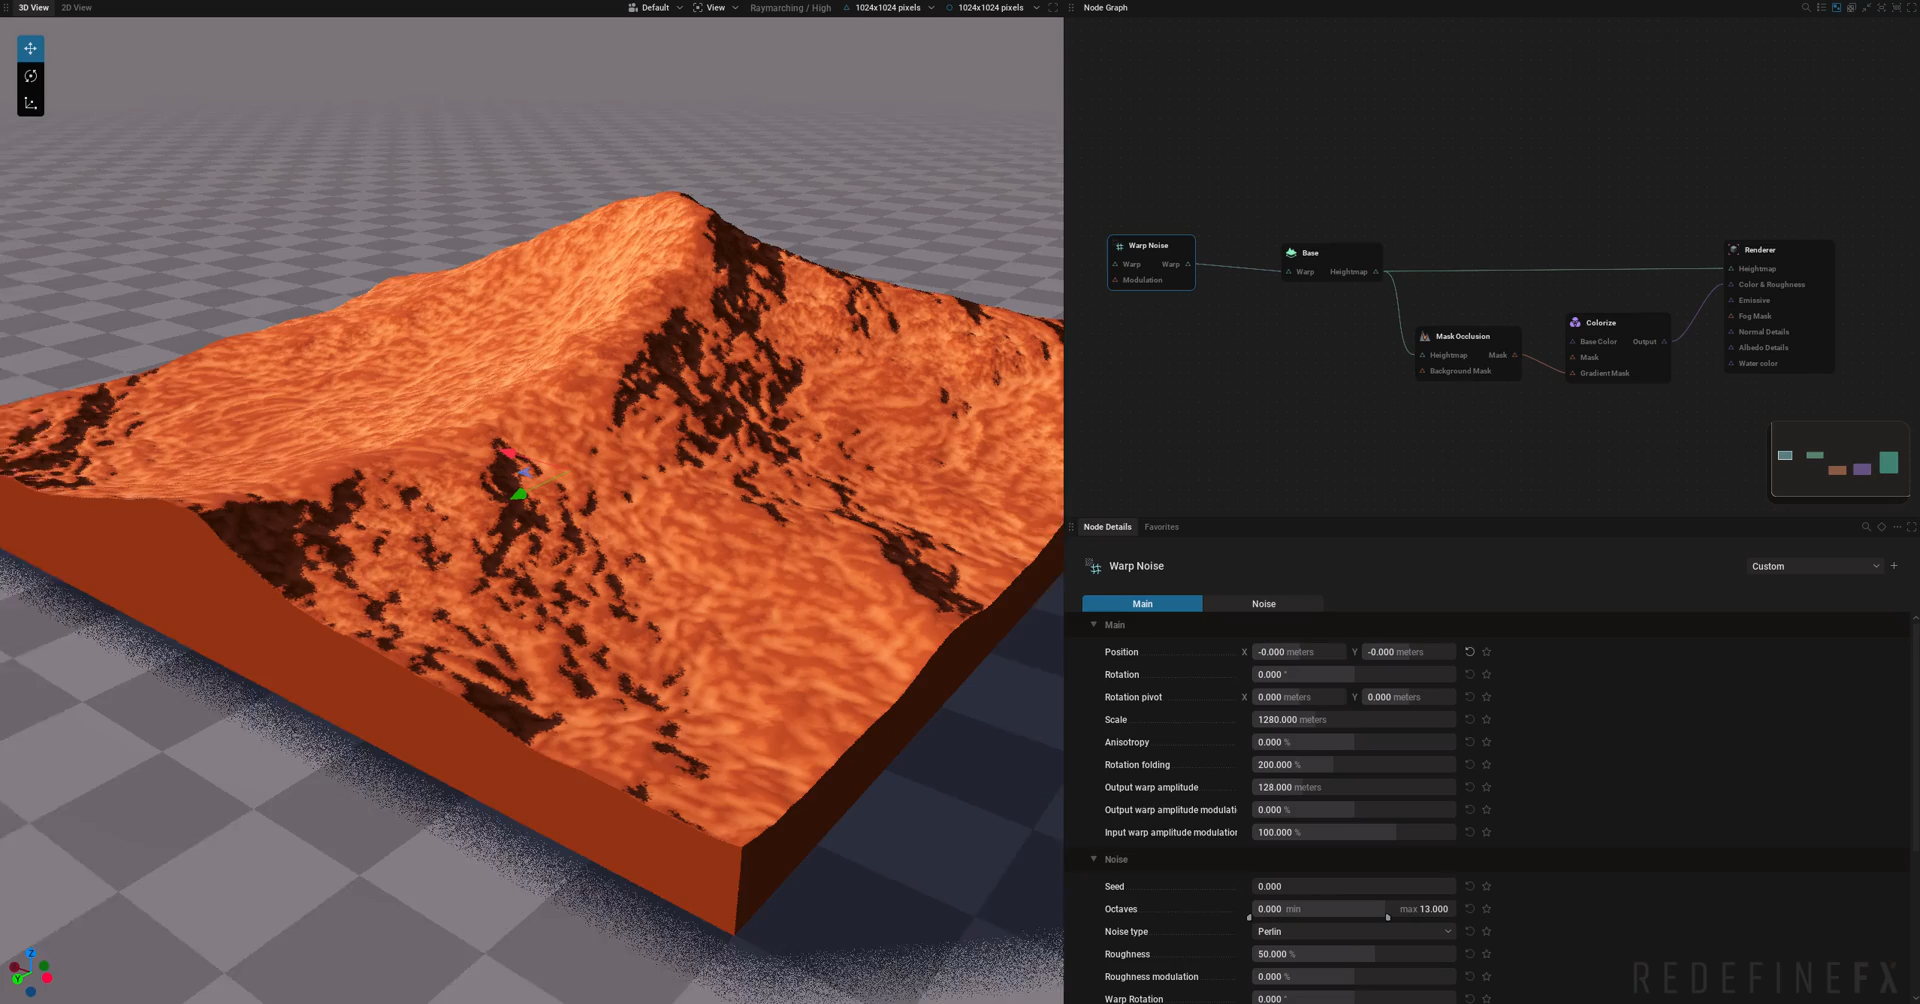 3D View 2D View Default View Raymarching / High 1024x1024 pixels 1024x1024 pixels
Node Graph
Warp Noise
Warp Warp
Modulation
Base
Warp Heightmap
Mask Occlusion
Heightmap Mask
Background Mask
Colorize
Base Color Output
Mask
Gradient Mask
Renderer
Heightmap
Color & Roughness
Emissive
Fog Mask
Normal Details
Albedo Details
Water color
Node Details Favorites
Warp Noise Custom
Main Noise
Main
Position X -0.000 meters Y -0.000 meters
Rotation 0.000 °
Rotation pivot X 0.000 meters Y 0.000 meters
Scale 1280.000 meters
Anisotropy 0.000 %
Rotation folding 200.000 %
Output warp amplitude 128.000 meters
Output warp amplitude modulati 0.000 %
Input warp amplitude modulation 100.000 %
Noise
Seed 0.000
Octaves 0.000 min max 13.000
Noise type Perlin
Roughness 50.000 %
Roughness modulation 0.000 %
Warp Rotation 0.000 °
Z
Y
REDEFINEFX